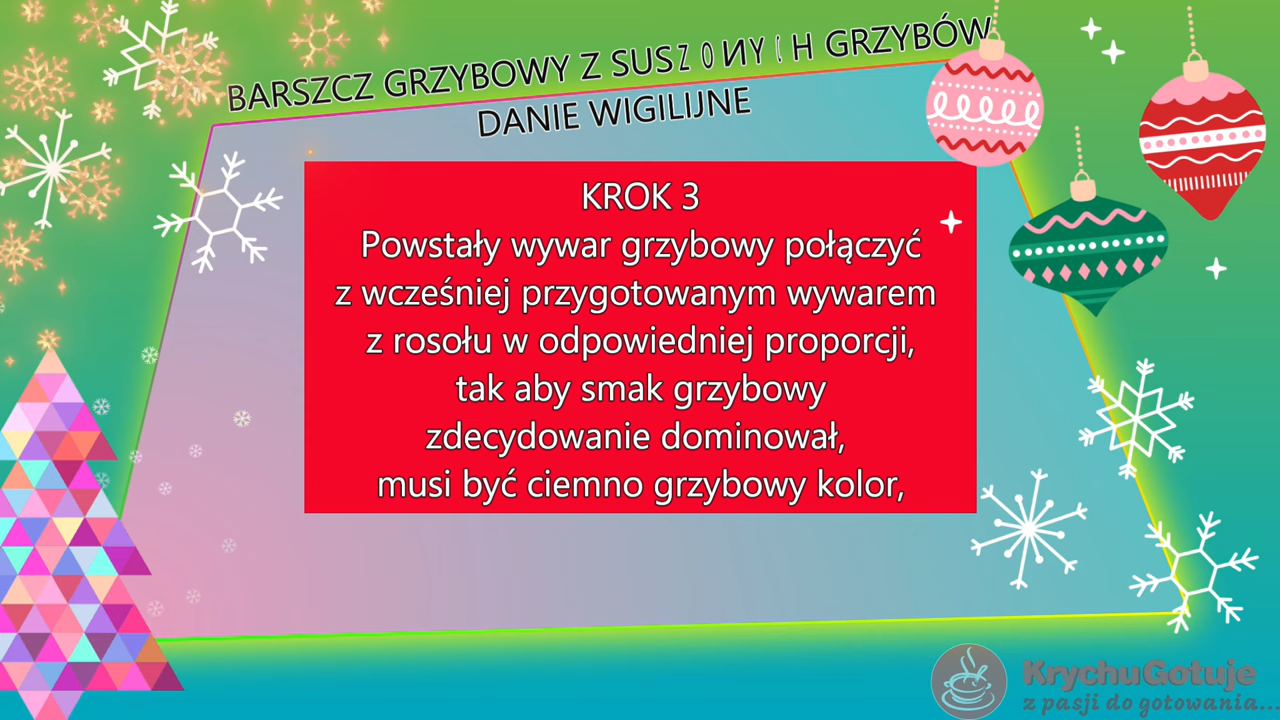 BARSZCZ GRZYBOWY Z SUSZONYCH GRZYBÓW
DANIE WIGILIJNE
KROK 3
Powstały wywar grzybowy połączyć
z wcześniej przygotowanym wywarem
z rosołu w odpowiedniej proporcji,
tak aby smak grzybowy
zdecydowanie dominował,
musi być ciemno grzybowy kolor,
KrychuGotuje
z pasji do gotowania...